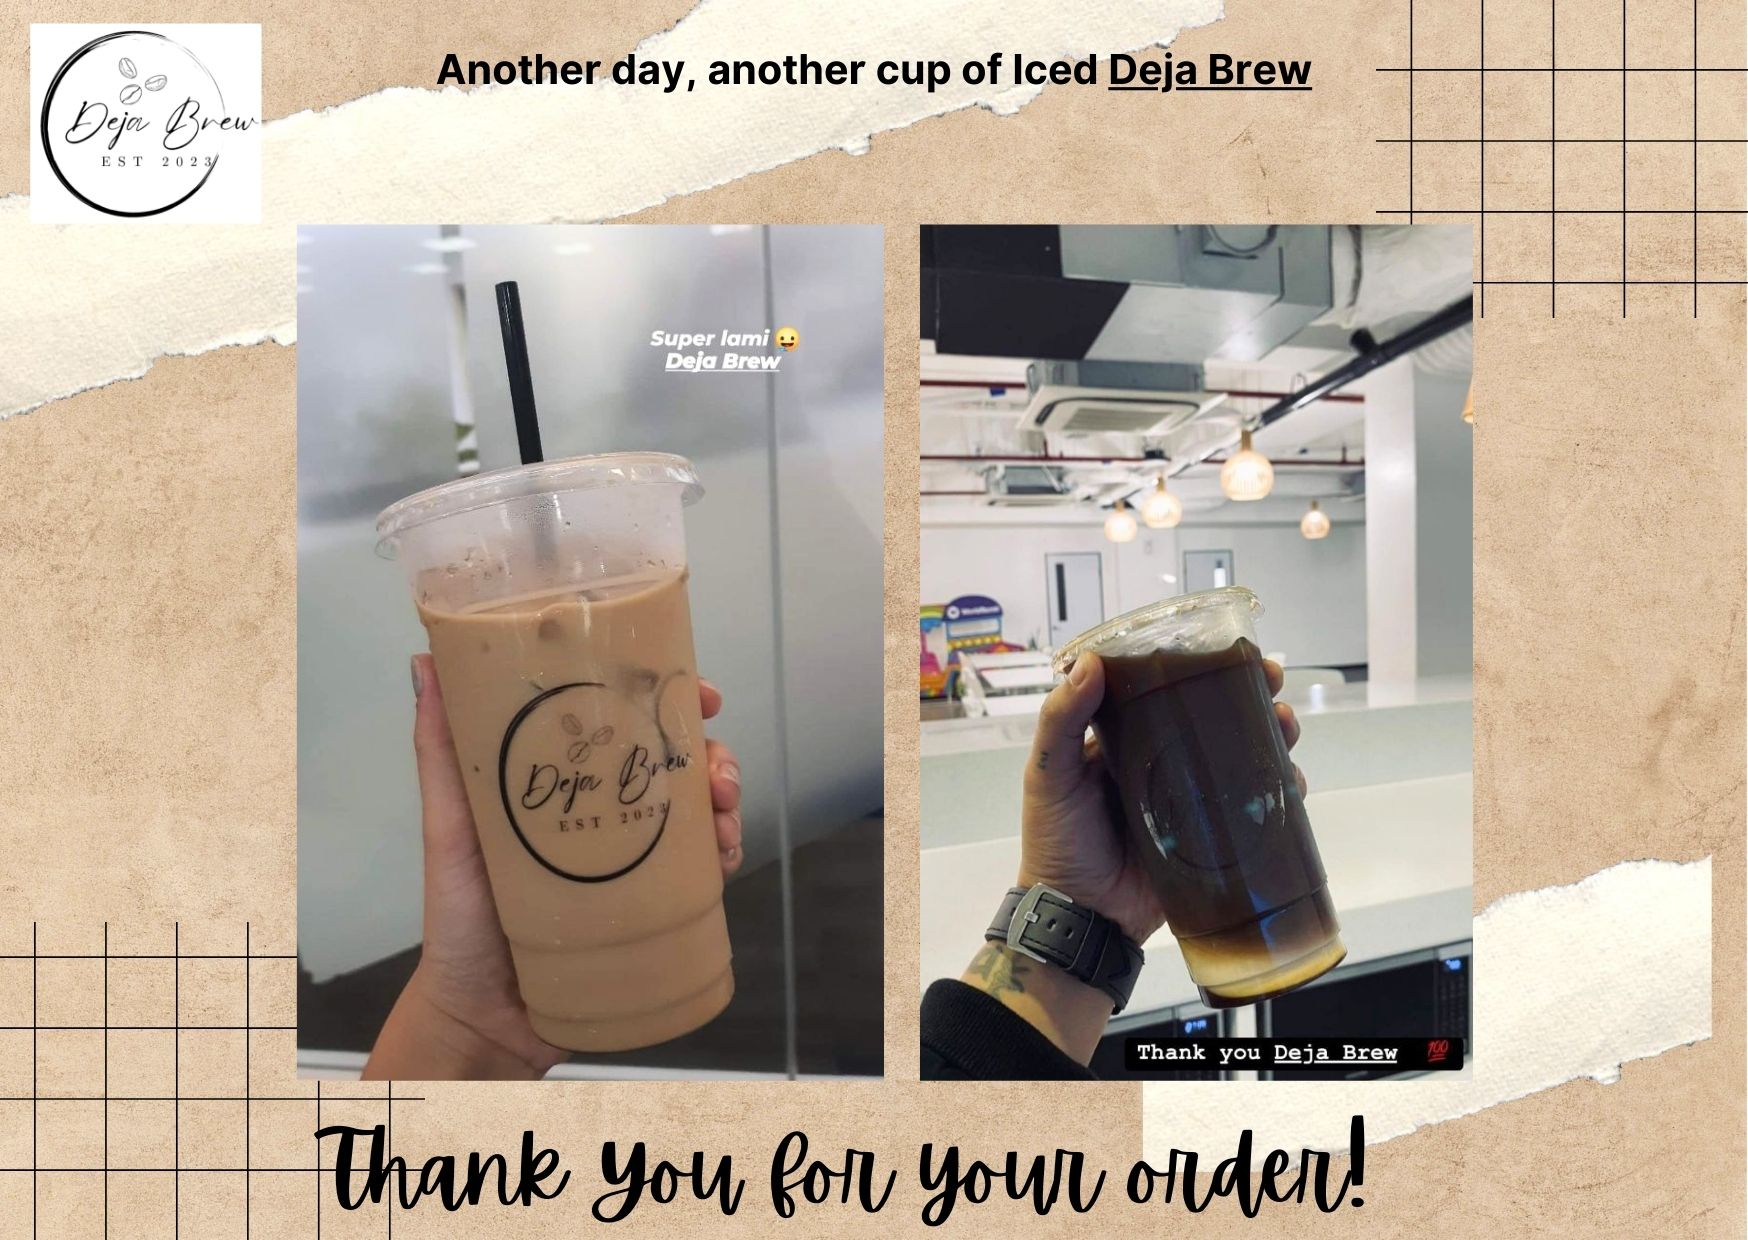 Deja Brew
EST 2023
Another day, another cup of Iced Deja Brew
Super lami 😛
Deja Brew
Deja Brew
EST 2023
Thank you Deja Brew 💯
Thank you for your order!